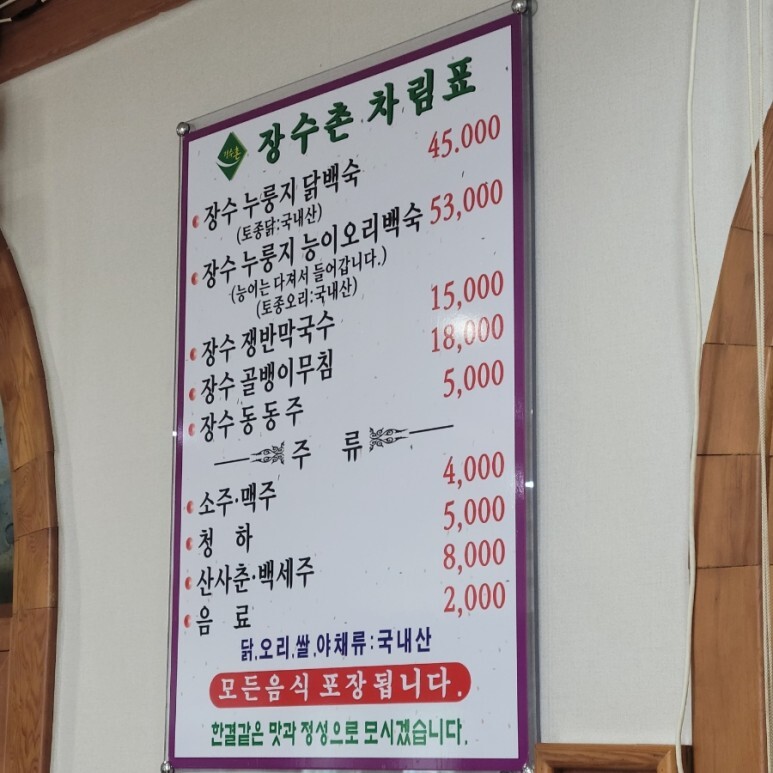 장수촌 차림표
장수 누룽지 닭백숙 45.000
(토종닭:국내산)
장수 누룽지 능이오리백숙 53,000
(능이는 다져서 들어갑니다.)
(토종오리:국내산)
장수 쟁반막국수 15,000
장수 골뱅이무침 18,000
장수 동동주 5,000
주 류
소주·맥주 4,000
청 하 5,000
산사춘·백세주 8,000
음 료 2,000
닭.오리.쌀.야채류:국내산
모든음식 포장됩니다.
한결같은 맛과 정성으로 모시겠습니다.